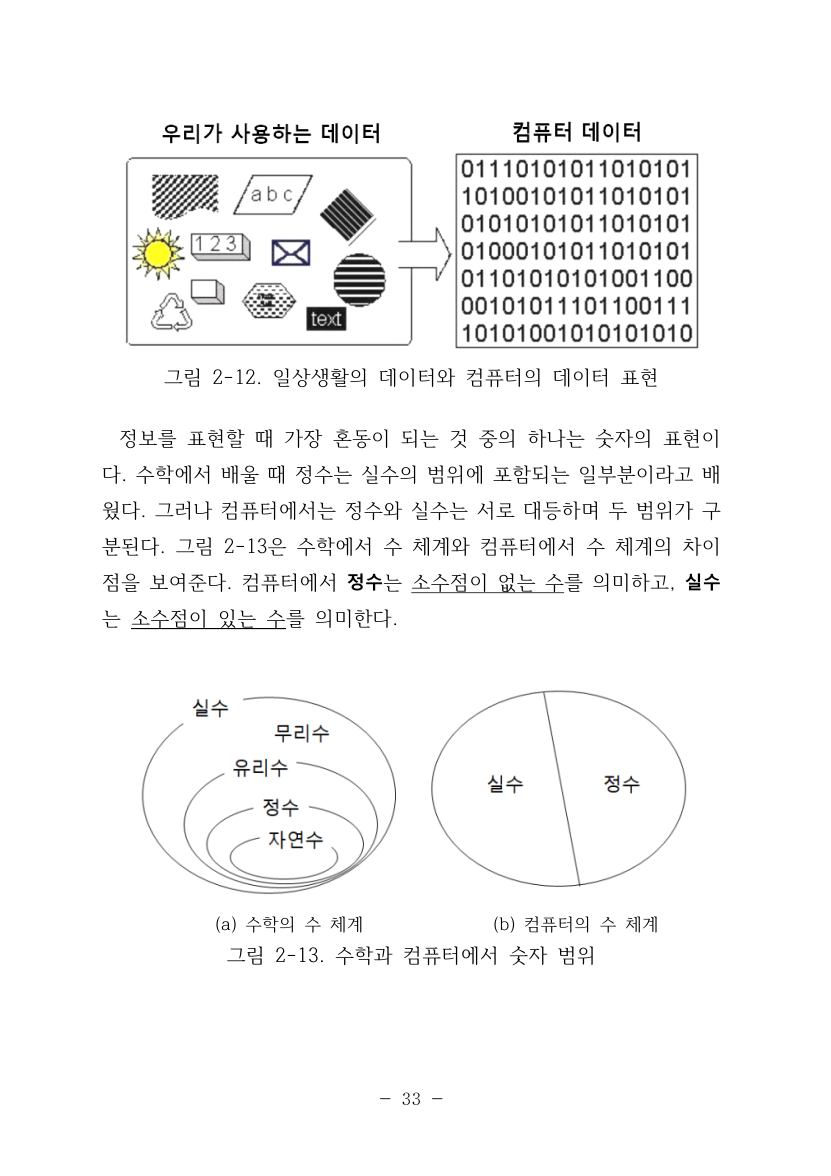 우리가 사용하는 데이터
컴퓨터 데이터
a b c
1 2 3
text
01110101011010101
10100101011010101
01010101011010101
01000101011010101
01101010101001100
00101011101100111
10101001010101010
그림 2-12. 일상생활의 데이터와 컴퓨터의 데이터 표현
정보를 표현할 때 가장 혼동이 되는 것 중의 하나는 숫자의 표현이
다. 수학에서 배울 때 정수는 실수의 범위에 포함되는 일부분이라고 배
웠다. 그러나 컴퓨터에서는 정수와 실수는 서로 대등하며 두 범위가 구
분된다. 그림 2-13은 수학에서 수 체계와 컴퓨터에서 수 체계의 차이
점을 보여준다. 컴퓨터에서 정수는 소수점이 없는 수를 의미하고, 실수
는 소수점이 있는 수를 의미한다.
실수
무리수
유리수
정수
자연수
실수
정수
(a) 수학의 수 체계
(b) 컴퓨터의 수 체계
그림 2-13. 수학과 컴퓨터에서 숫자 범위
- 33 -